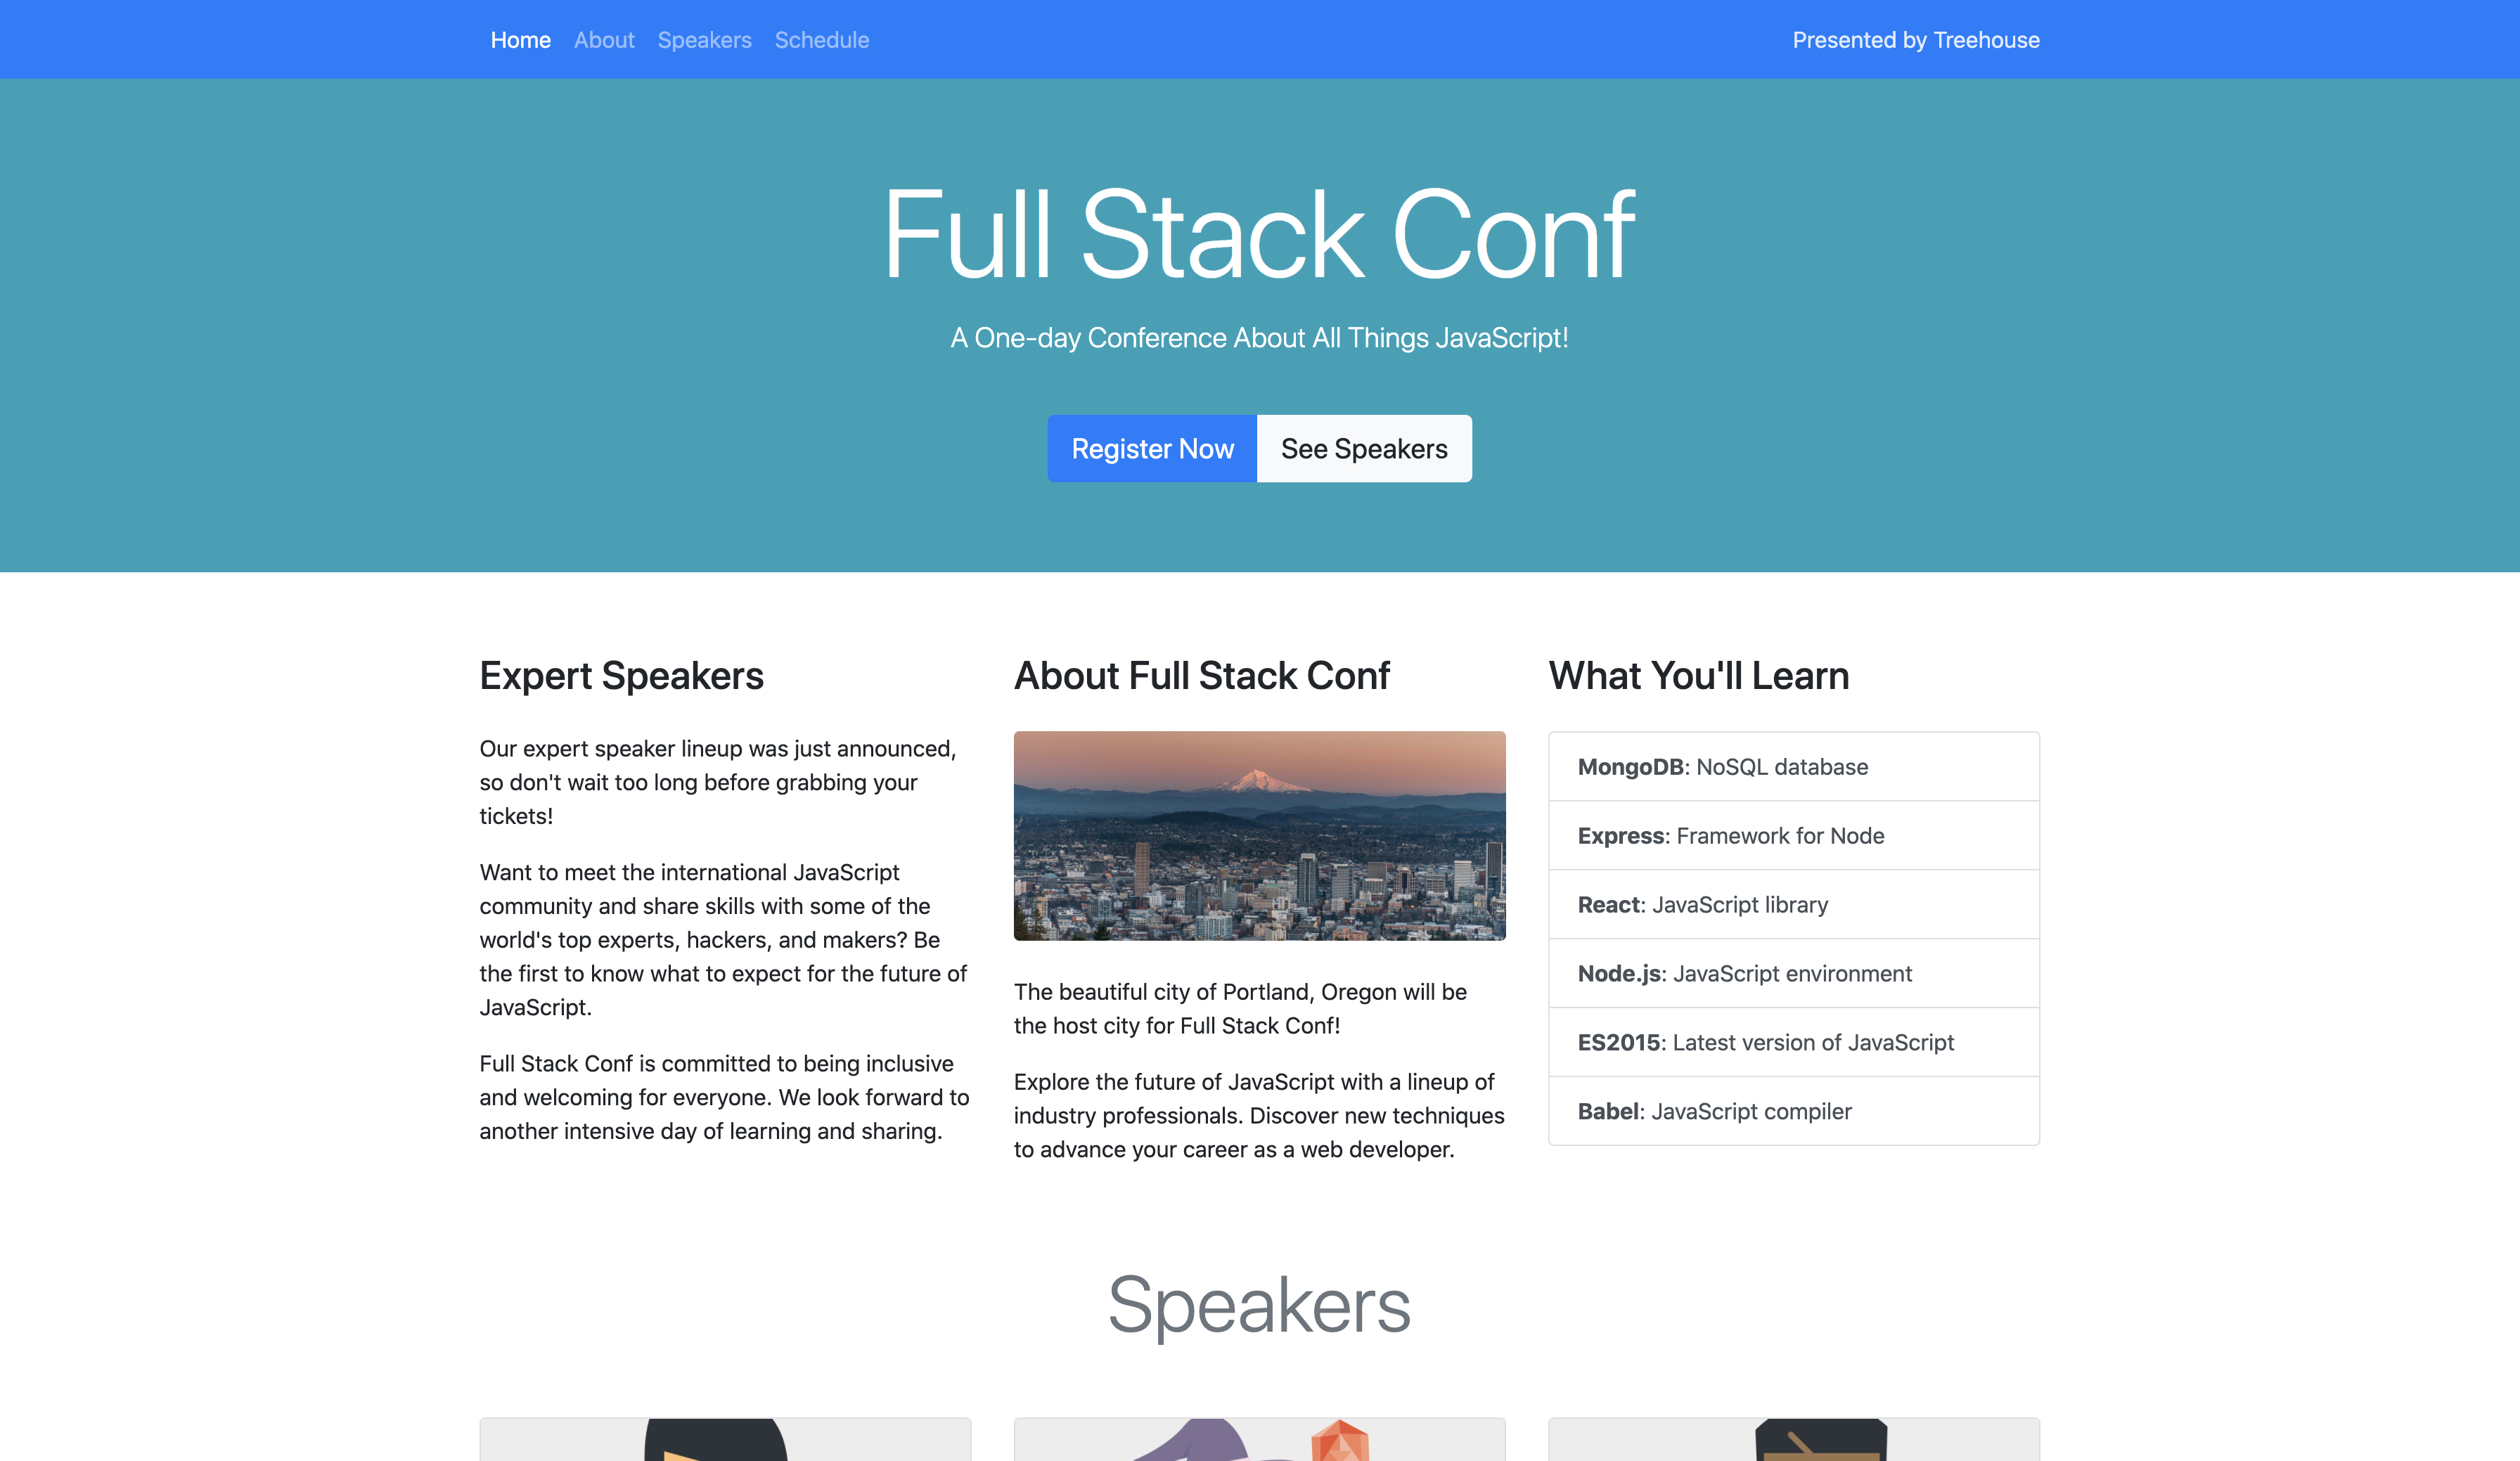 Home About Speakers Schedule Presented by Treehouse
Full Stack Conf
A One-day Conference About All Things JavaScript!
Register Now See Speakers
Expert Speakers
Our expert speaker lineup was just announced,
so don't wait too long before grabbing your
tickets!
Want to meet the international JavaScript
community and share skills with some of the
world's top experts, hackers, and makers? Be
the first to know what to expect for the future of
JavaScript.
Full Stack Conf is committed to being inclusive
and welcoming for everyone. We look forward to
another intensive day of learning and sharing.
About Full Stack Conf
The beautiful city of Portland, Oregon will be
the host city for Full Stack Conf!
Explore the future of JavaScript with a lineup of
industry professionals. Discover new techniques
to advance your career as a web developer.
What You'll Learn
MongoDB: NoSQL database
Express: Framework for Node
React: JavaScript library
Node.js: JavaScript environment
ES2015: Latest version of JavaScript
Babel: JavaScript compiler
Speakers